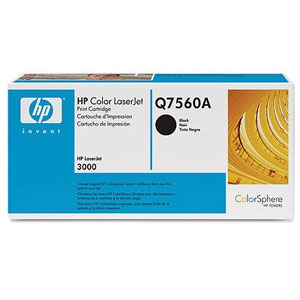 hp
invent
HP Color LaserJet
Print Cartridge
Cartouche d'Impression
Cartucho de Impresión
HP LaserJet
3000
Q7560A
Black
Noir
Tinta Negra
ColorSphere
HP TONERS